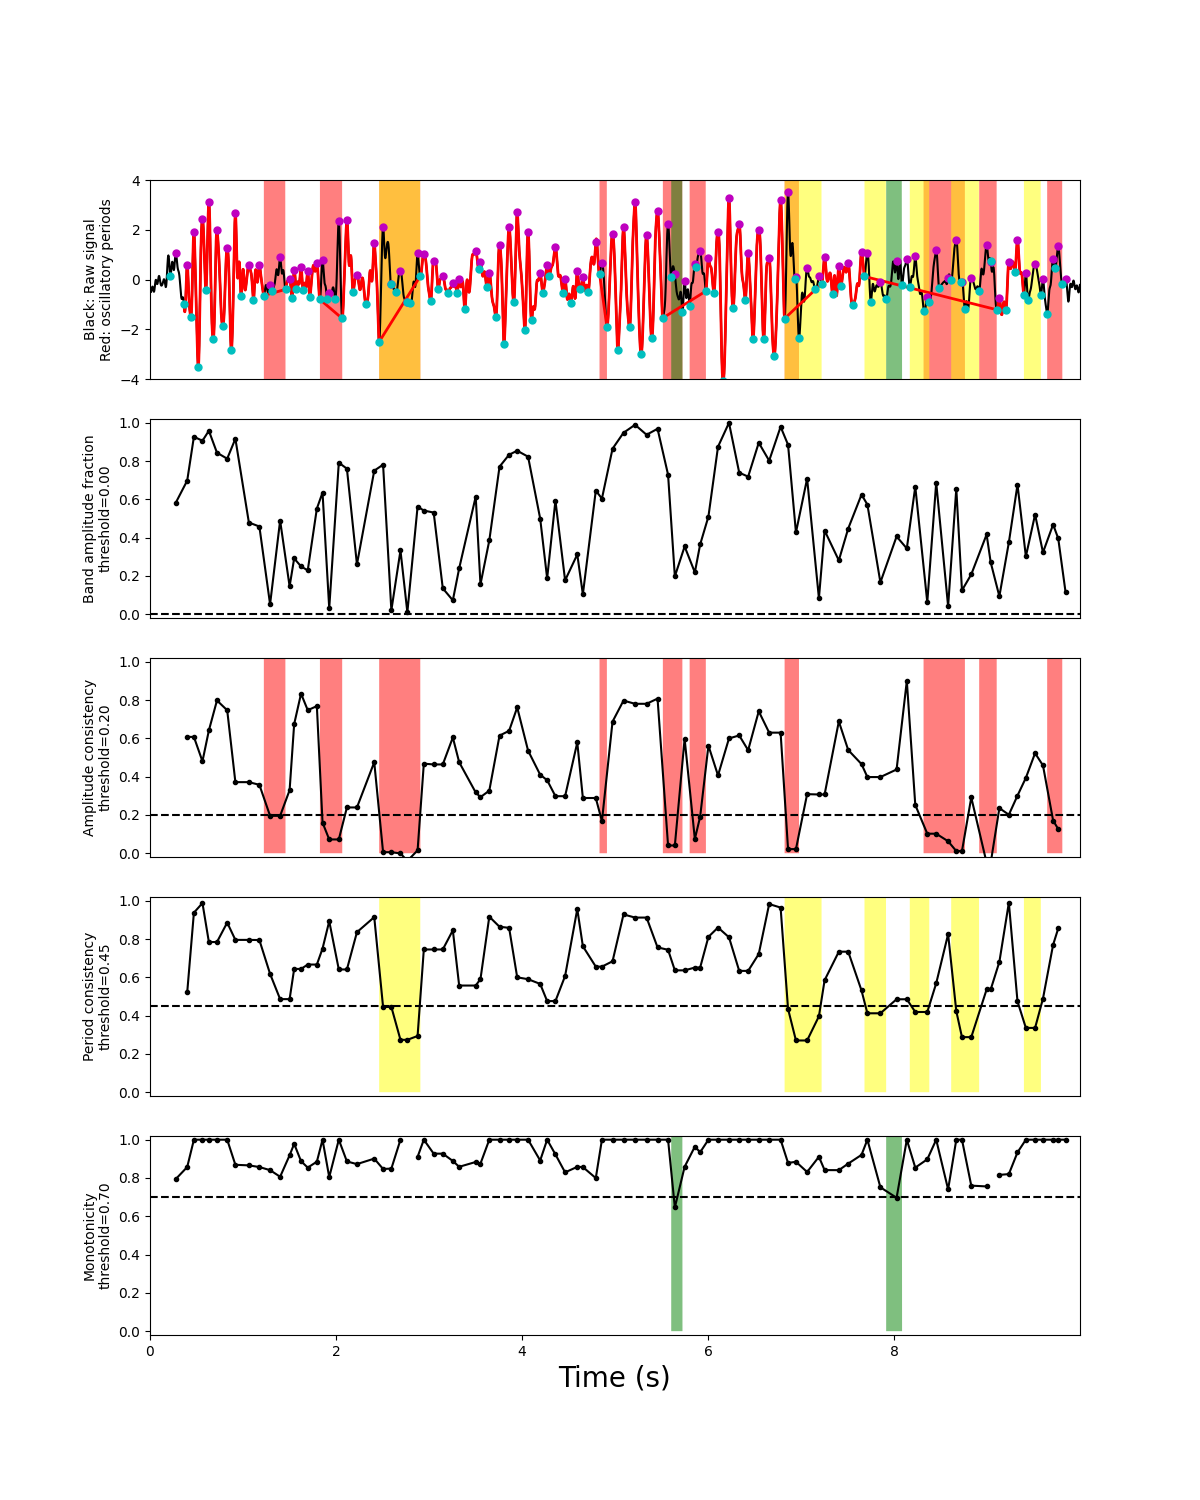 Black: Raw signal
Red: oscillatory periods
4
2
0
−2
−4
Band amplitude fraction
threshold=0.00
1.0
0.8
0.6
0.4
0.2
0.0
Amplitude consistency
threshold=0.20
1.0
0.8
0.6
0.4
0.2
0.0
Period consistency
threshold=0.45
1.0
0.8
0.6
0.4
0.2
0.0
Monotonicity
threshold=0.70
1.0
0.8
0.6
0.4
0.2
0.0
0 2 4 6 8
Time (s)